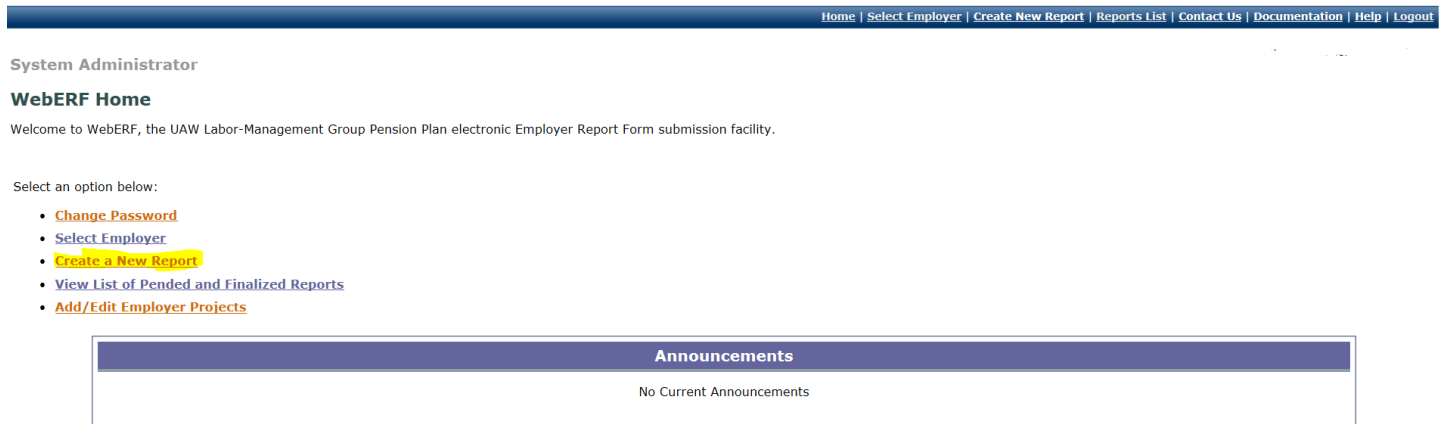 Home | Select Employer | Create New Report | Reports List | Contact Us | Documentation | Help | Logout
System Administrator
WebERF Home
Welcome to WebERF, the UAW Labor-Management Group Pension Plan electronic Employer Report Form submission facility.
Select an option below:
• Change Password
• Select Employer
• Create a New Report
• View List of Pended and Finalized Reports
• Add/Edit Employer Projects
Announcements
No Current Announcements